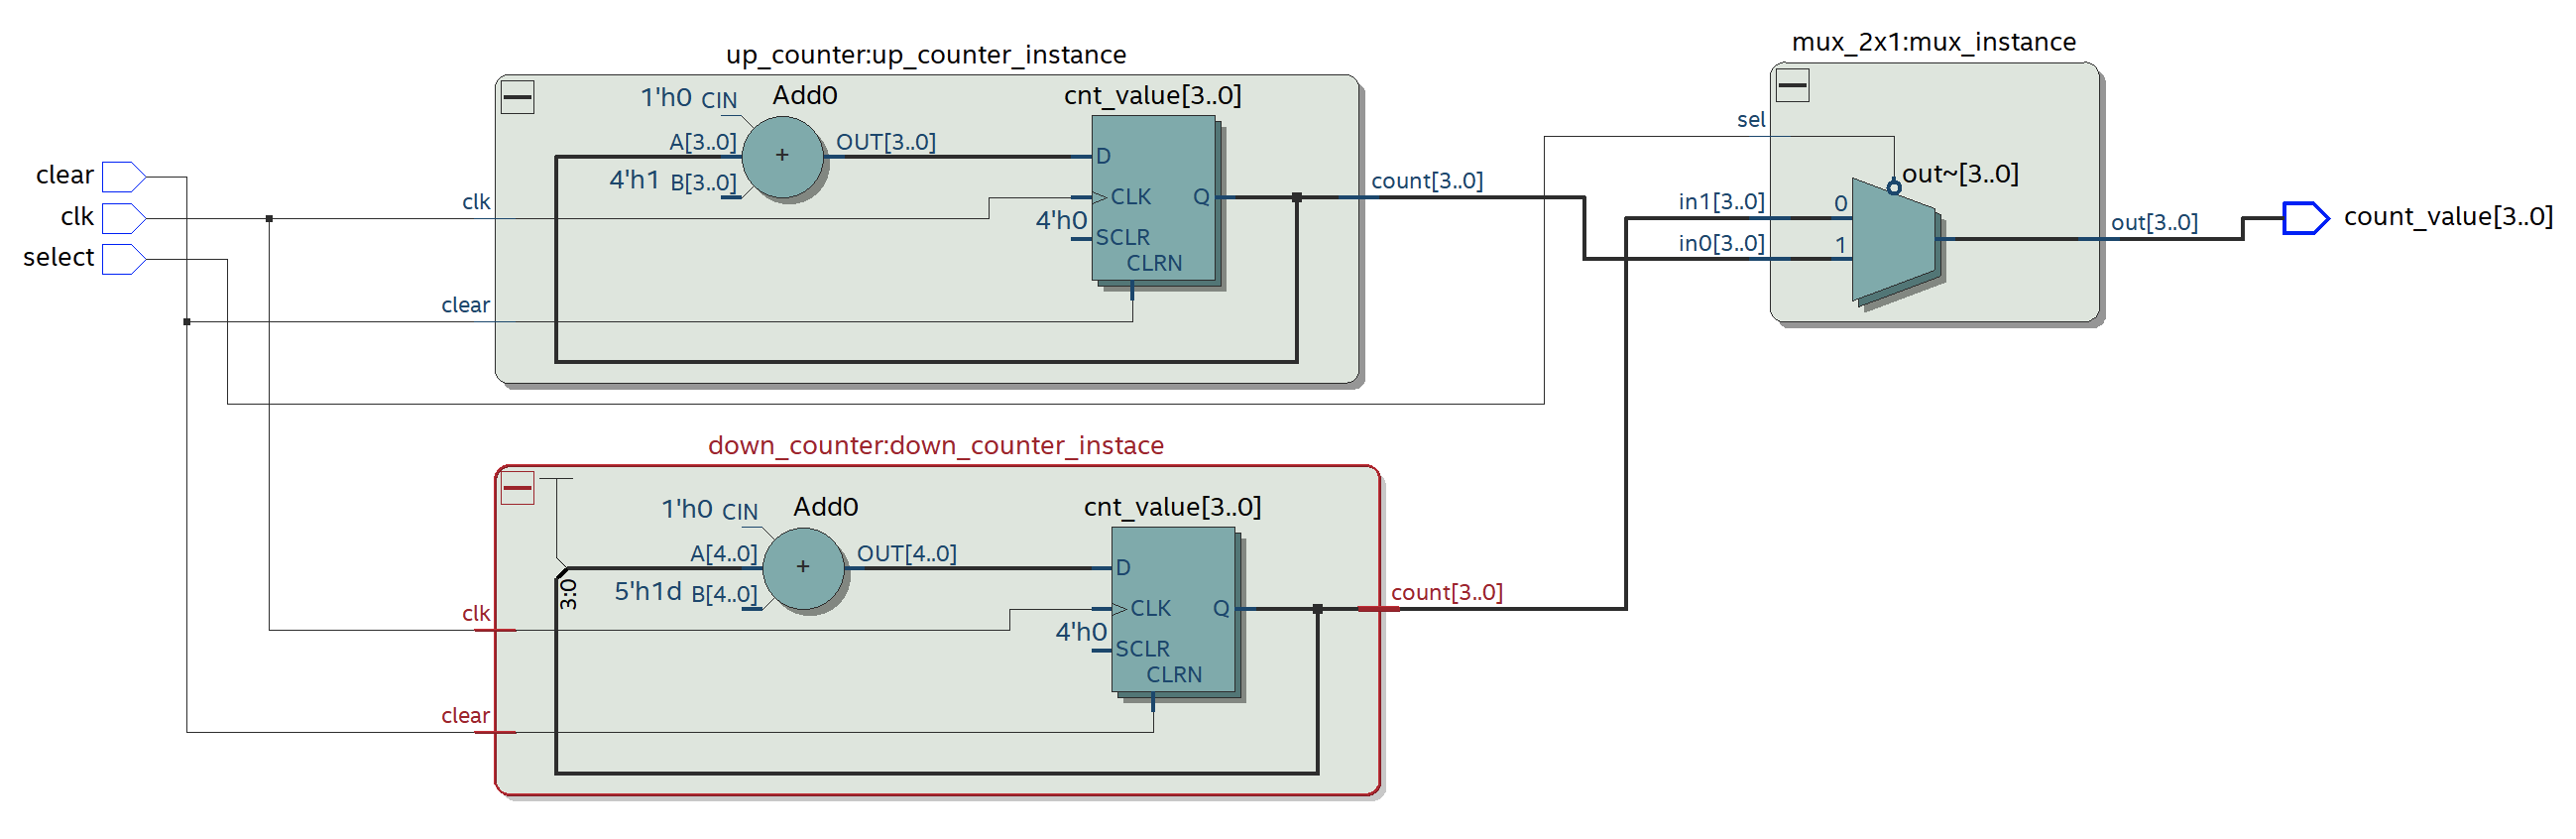 up_counter:up_counter_instance
mux_2x1:mux_instance
1'h0 CIN
Add0
cnt_value[3..0]
A[3..0]
OUT[3..0]
+
D
4'h1 B[3..0]
clk
CLK
Q
4'h0
SCLR
CLRN
clear
count[3..0]
clear
clk
select
sel
out~[3..0]
in1[3..0]
0
in0[3..0]
1
out[3..0]
count_value[3..0]
down_counter:down_counter_instace
1'h0 CIN
Add0
cnt_value[3..0]
A[4..0]
OUT[4..0]
+
D
3:0
5'h1d B[4..0]
clk
CLK
Q
4'h0
SCLR
CLRN
clear
count[3..0]